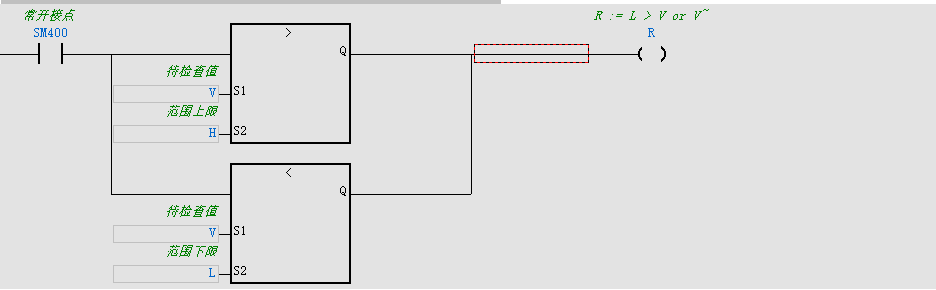 常开接点
R := L > V or V~
SM400
R
>
Q
待检查值
V
S1
范围上限
H
S2
<
Q
待检查值
V
S1
范围下限
L
S2